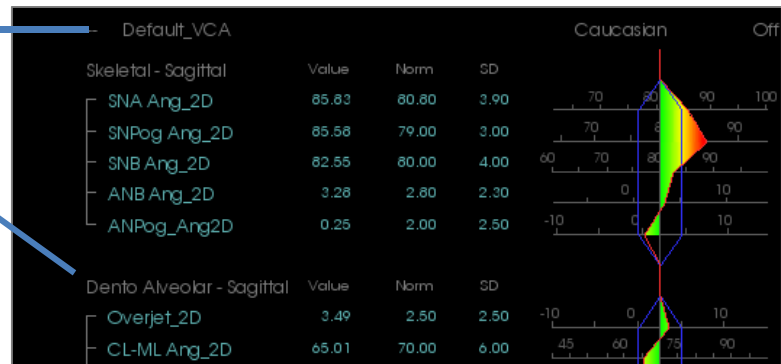 Default_VCA Caucasian Off
Skeletal - Sagittal Value Norm SD
SNA Ang_2D 85.83 80.80 3.90 70 80 90 100
SNPog Ang_2D 85.58 79.00 3.00 70 8 90
SNB Ang_2D 82.55 80.00 4.00 60 70 80 90
ANB Ang_2D 3.28 2.80 2.30 0 10
ANPog_Ang2D 0.25 2.00 2.50 -10 0 10
Dento Alveolar - Sagittal Value Norm SD
Overjet_2D 3.49 2.50 2.50 -10 0 10
CL-ML Ang_2D 65.01 70.00 6.00 45 60 75 90